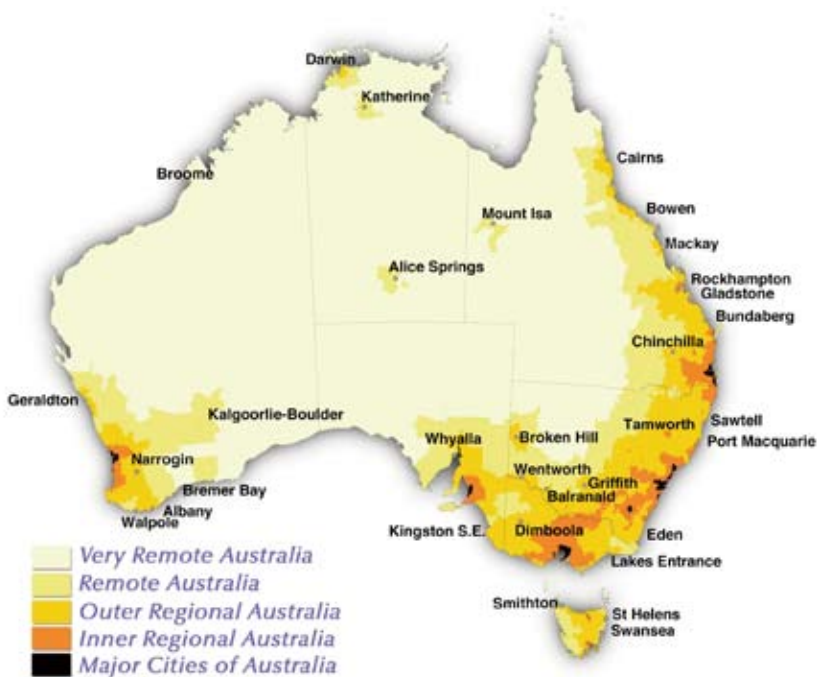 Darwin
Katherine
Broome
Cairns
Mount Isa
Bowen
Mackay
Alice Springs
Rockhampton
Gladstone
Bundaberg
Chinchilla
Geraldton
Kalgoorlie-Boulder
Whyalla
Broken Hill
Tamworth
Sawtell
Port Macquarie
Narrogin
Wentworth
Griffith
Bremer Bay
Balranald
Albany
Walpole
Kingston S.E.
Dimboola
Eden
Lakes Entrance
Very Remote Australia
Remote Australia
Outer Regional Australia
Inner Regional Australia
Major Cities of Australia
Smithton
St Helens
Swansea